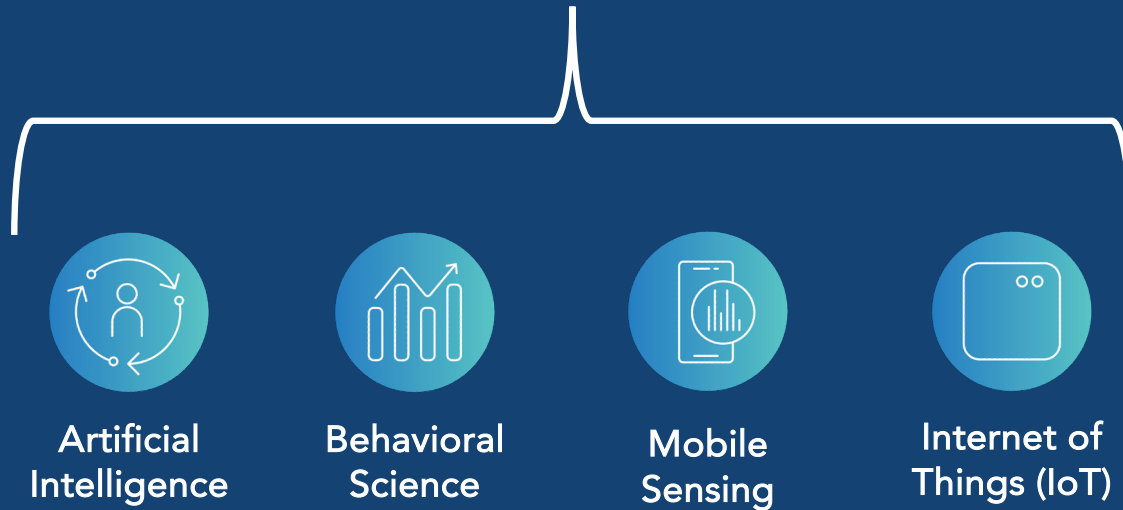 Artificial
Intelligence
Behavioral
Science
Mobile
Sensing
Internet of
Things (IoT)